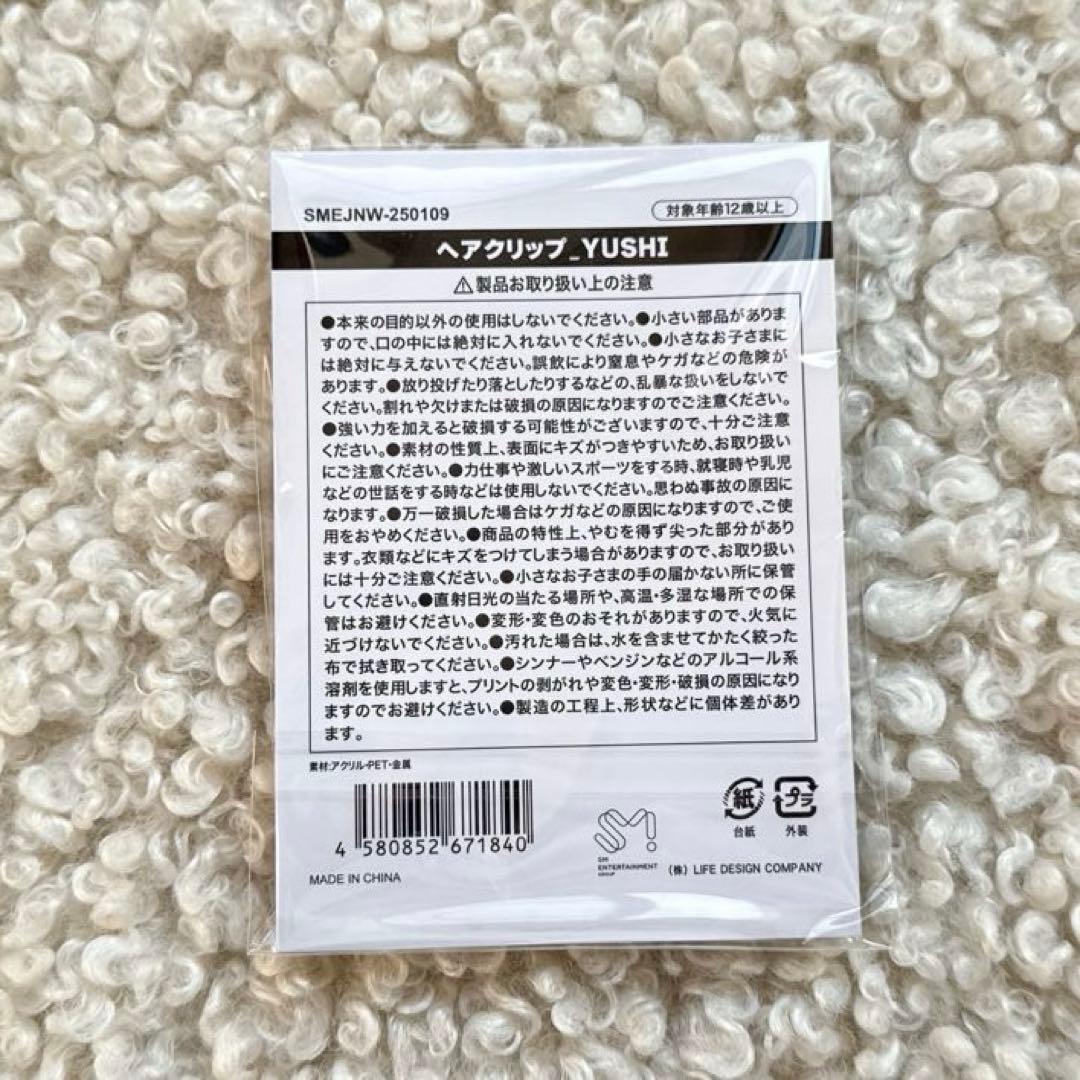 SMEJNW-250109
対象年齢12歳以上
ヘアクリップ_YUSHI
⚠製品お取り扱い上の注意
●本来の目的以外の使用はしないでください。●小さい部品がありま
すので、口の中には絶対に入れないでください。●小さなお子さまに
は絶対に与えないでください。誤飲により窒息やケガなどの危険が
あります。●放り投げたり落としたりするなどの、乱暴な扱いをしないで
ください。割れや欠けまたは破損の原因になりますのでご注意ください。
●強い力を加えると破損する可能性がございますので、十分ご注意
ください。●素材の性質上、表面にキズがつきやすいため、お取り扱い
にご注意ください。●力仕事や激しいスポーツをする時、就寝時や乳児
などの世話をする時などは使用しないでください。思わぬ事故の原因に
なります。●万一破損した場合はケガなどの原因になりますので、ご使
用をおやめください。●商品の特性上、やむを得ず尖った部分があり
ます。衣類などにキズをつけてしまう場合がありますので、お取り扱い
には十分ご注意ください。●小さなお子さまの手の届かない所に保管
してください。●直射日光の当たる場所や、高温・多湿な場所での保
管はお避けください。●変形・変色のおそれがありますので、火気に
近づけないでください。●汚れた場合は、水を含ませてかたく絞った
布で拭き取ってください。●シンナーやベンジンなどのアルコール系
溶剤を使用しますと、プリントの剥がれや変色・変形・破損の原因になり
ますのでお避けください。●製造の工程上、形状などに個体差があり
ます。
素材:アクリル・PET・金属
4 580852 671840
MADE IN CHINA
SM!
SM
ENTERTAINMENT
GROUP
紙
台紙
プラ
外装
(株) LIFE DESIGN COMPANY